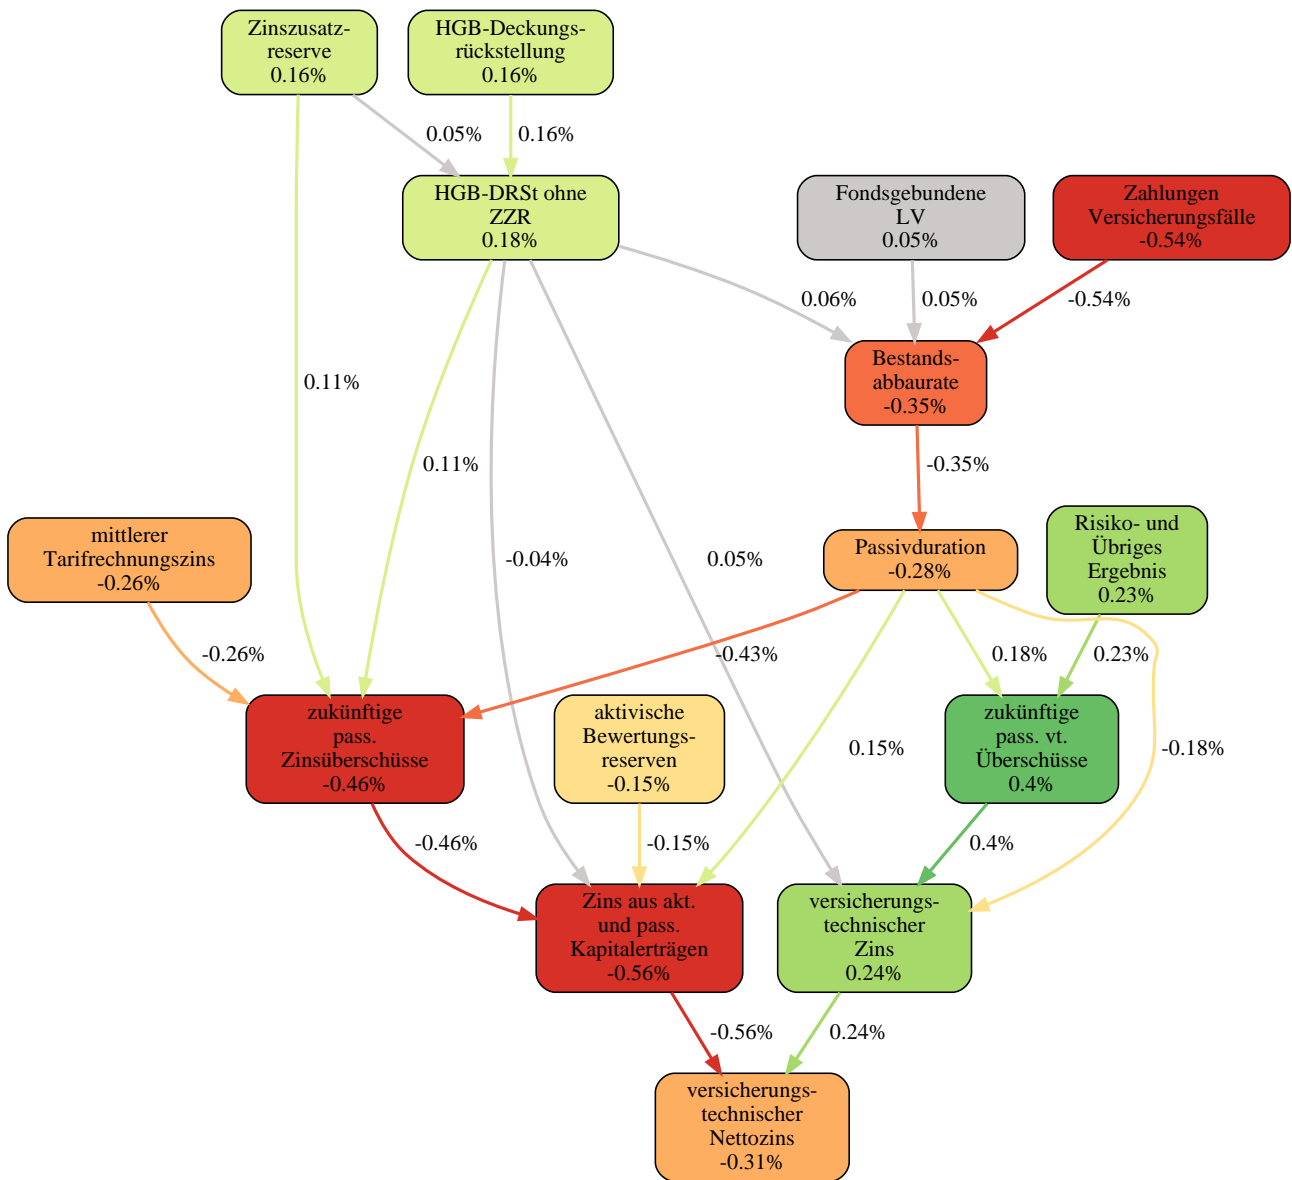 Zinszusatz-
reserve
0.16%
HGB-Deckungs-
rückstellung
0.16%
0.05%
0.16%
HGB-DRSt ohne
ZZR
0.18%
Fondsgebundene
LV
0.05%
Zahlungen
Versicherungsfälle
-0.54%
0.06%
0.05%
-0.54%
Bestands-
abbaurate
-0.35%
0.11%
0.11%
-0.35%
mittlerer
Tarifrechnungszins
-0.26%
-0.04%
0.05%
Passivduration
-0.28%
Risiko- und
Übriges
Ergebnis
0.23%
-0.26%
-0.43%
0.18%
0.23%
zukünftige
pass.
Zinsüberschüsse
-0.46%
aktivische
Bewertungs-
reserven
-0.15%
0.15%
zukünftige
pass. vt.
Überschüsse
0.4%
-0.18%
-0.46%
-0.15%
0.4%
Zins aus akt.
und pass.
Kapitalerträgen
-0.56%
versicherungs-
technischer
Zins
0.24%
-0.56%
0.24%
versicherungs-
technischer
Nettozins
-0.31%